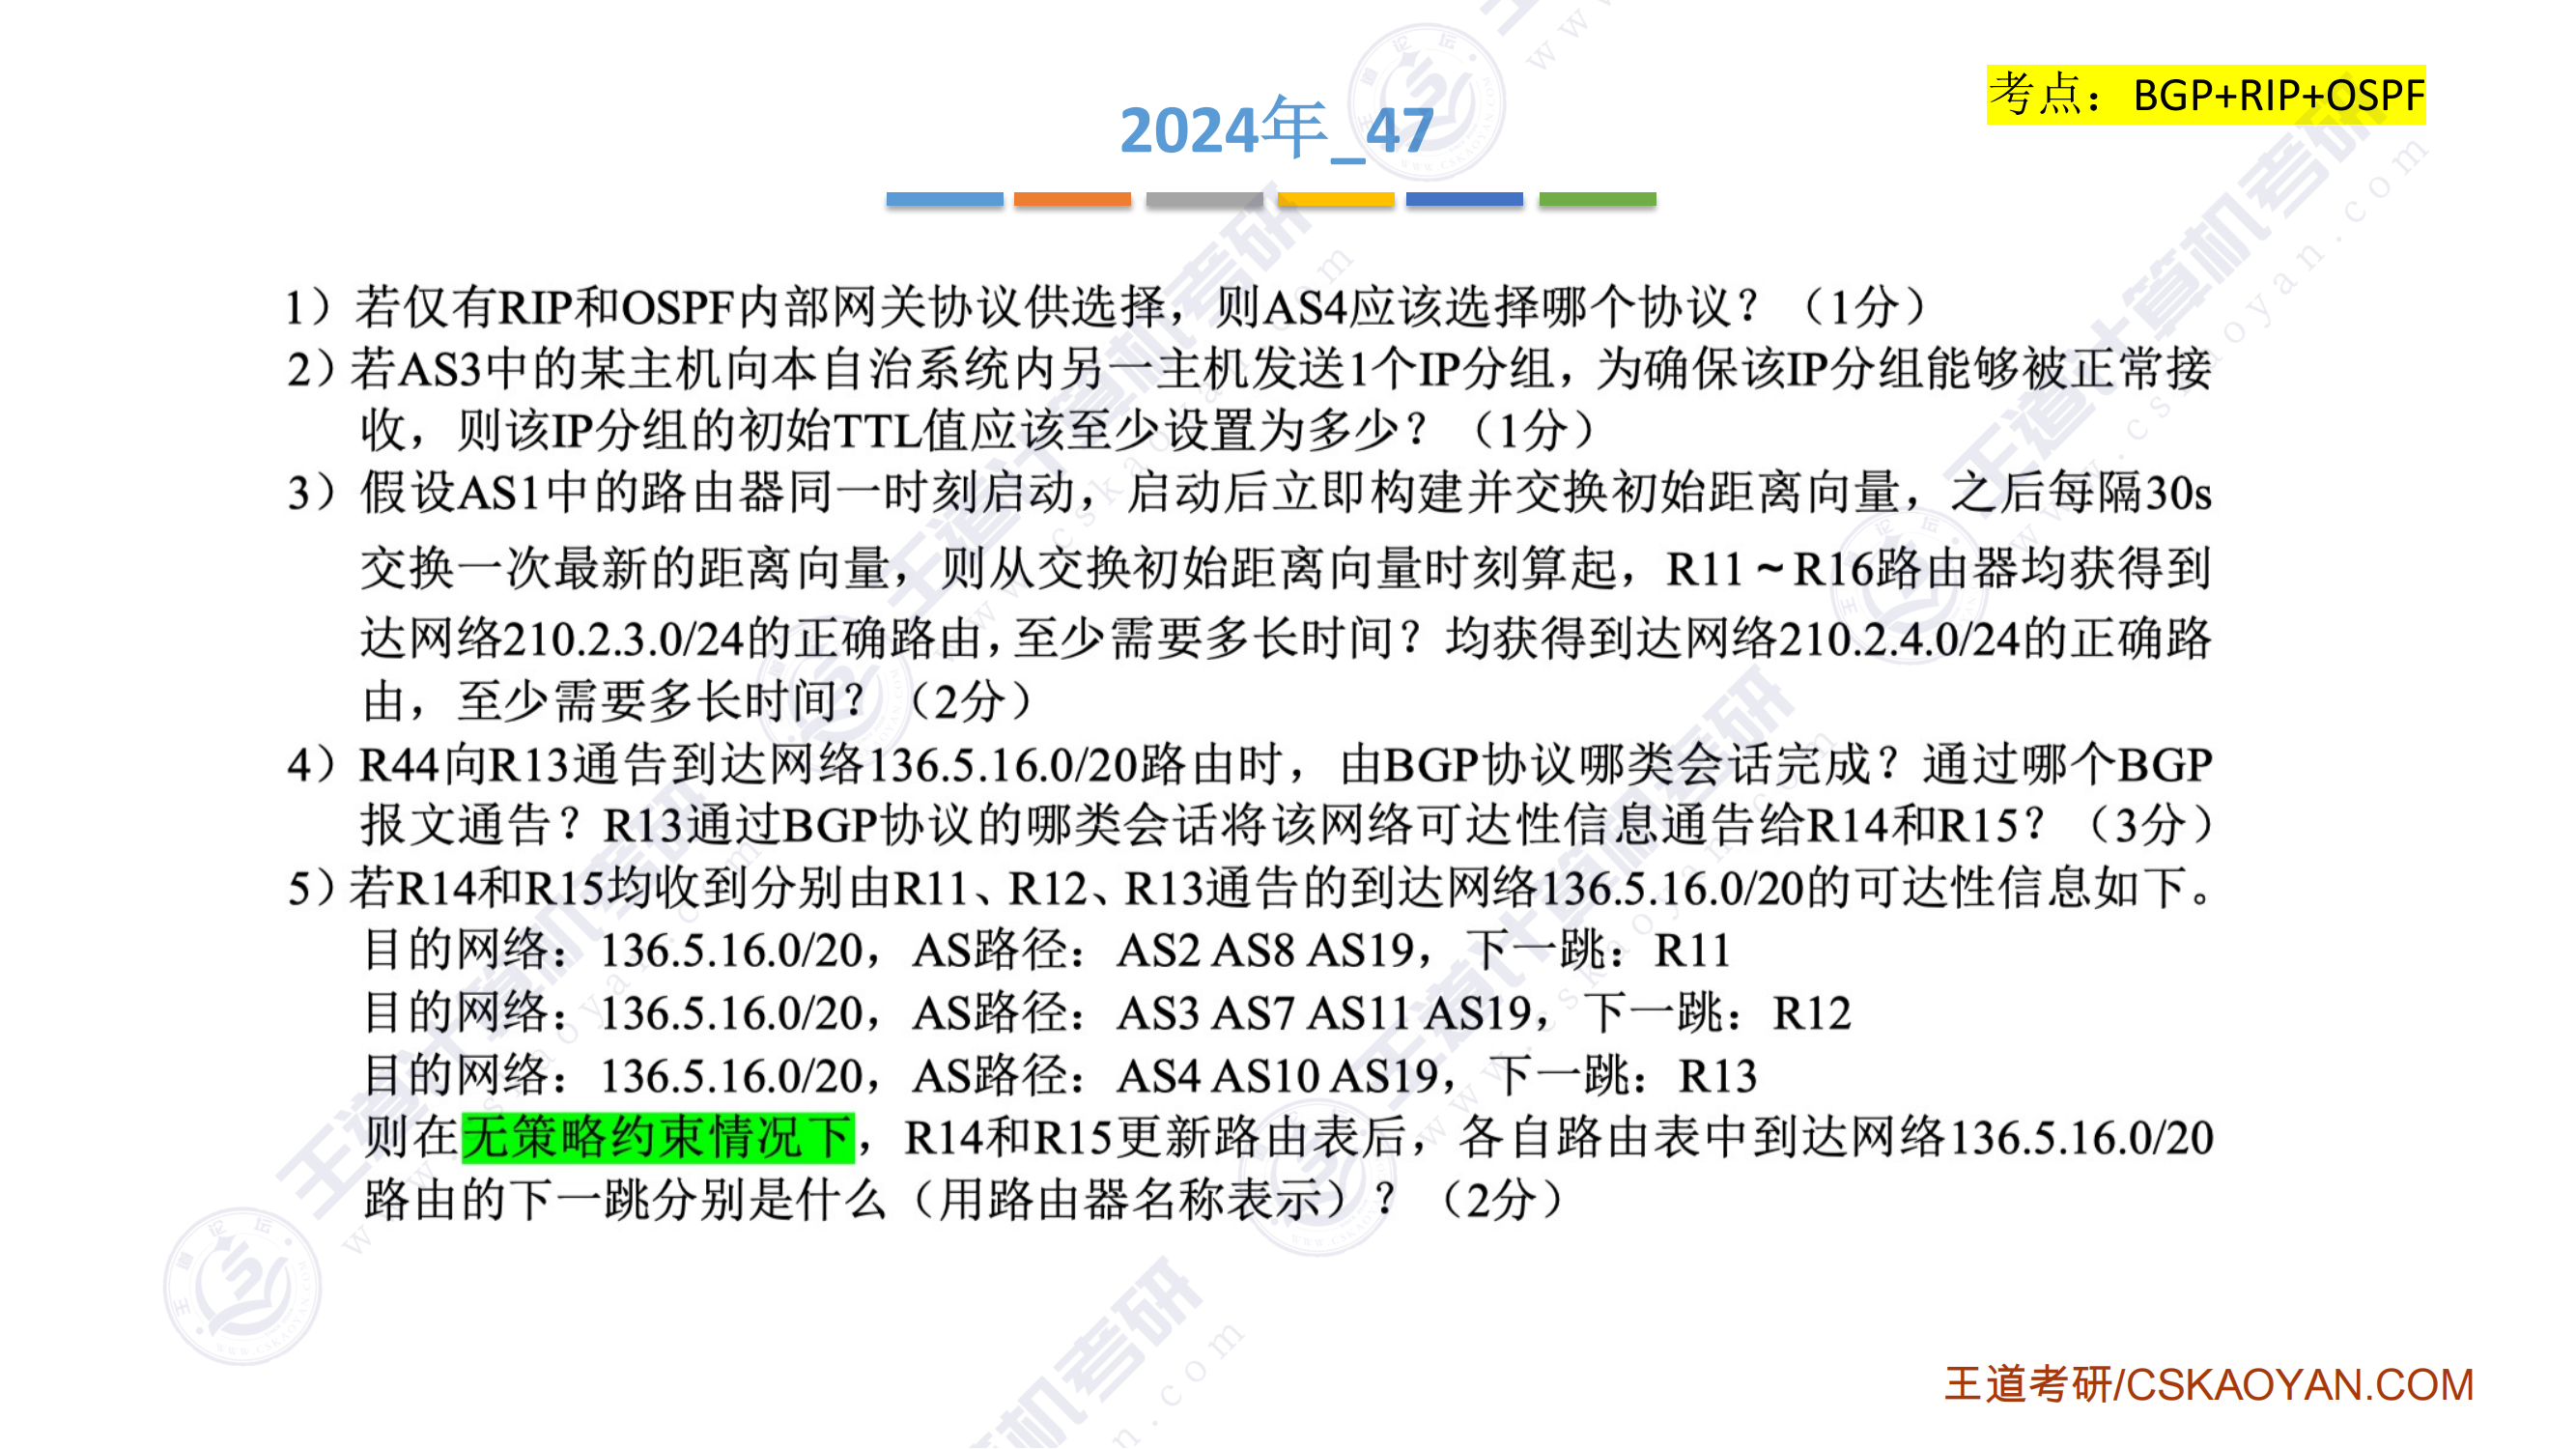 考点：BGP+RIP+OSPF
2024年_47
1）若仅有RIP和OSPF内部网关协议供选择，则AS4应该选择哪个协议？（1分）
2）若AS3中的某主机向本自治系统内另一主机发送1个IP分组，为确保该IP分组能够被正常接
收，则该IP分组的初始TTL值应该至少设置为多少？（1分）
3）假设AS1中的路由器同一时刻启动，启动后立即构建并交换初始距离向量，之后每隔30s
交换一次最新的距离向量，则从交换初始距离向量时刻算起，R11～R16路由器均获得到
达网络210.2.3.0/24的正确路由，至少需要多长时间？均获得到达网络210.2.4.0/24的正确路
由，至少需要多长时间？（2分）
4）R44向R13通告到达网络136.5.16.0/20路由时，由BGP协议哪类会话完成？通过哪个BGP
报文通告？R13通过BGP协议的哪类会话将该网络可达性信息通告给R14和R15？（3分）
5）若R14和R15均收到分别由R11、R12、R13通告的到达网络136.5.16.0/20的可达性信息如下。
目的网络：136.5.16.0/20，AS路径：AS2 AS8 AS19，下一跳：R11
目的网络：136.5.16.0/20，AS路径：AS3 AS7 AS11 AS19，下一跳：R12
目的网络：136.5.16.0/20，AS路径：AS4 AS10 AS19，下一跳：R13
则在无策略约束情况下，R14和R15更新路由表后，各自路由表中到达网络136.5.16.0/20
路由的下一跳分别是什么（用路由器名称表示）？（2分）
王道考研/CSKAOYAN.COM
王道计算机考研
www.cskaoyan.com